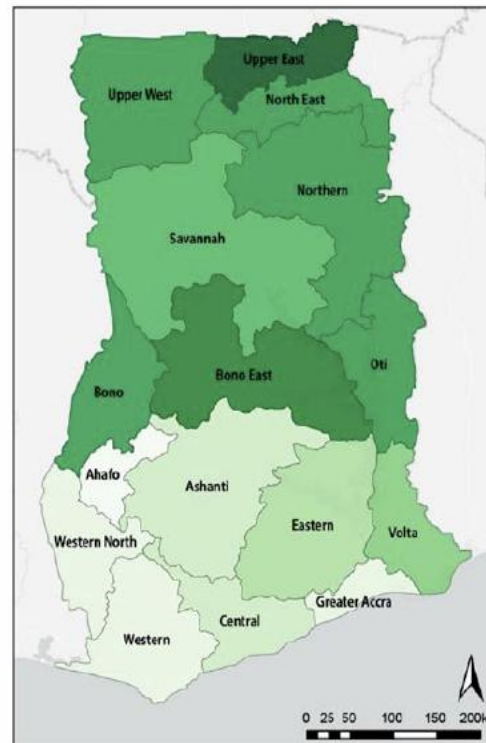 Upper East
Upper West
North East
Northern
Savannah
Oti
Bono East
Bono
Ahafo
Ashanti
Eastern
Volta
Western North
Greater Accra
Central
Western
0 25 50 100 150 200k